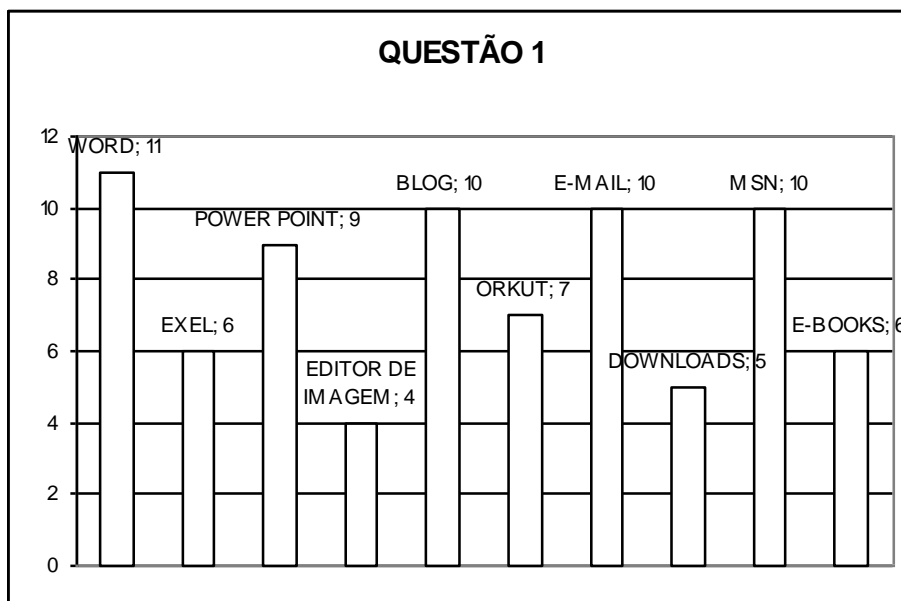 QUESTÃO 1
12
10
8
6
4
2
0
WORD; 11
EXEL; 6
POWER POINT; 9
EDITOR DE
IMAGEM; 4
BLOG; 10
ORKUT; 7
E-MAIL; 10
DOWNLOADS; 5
MSN; 10
E-BOOKS; 6